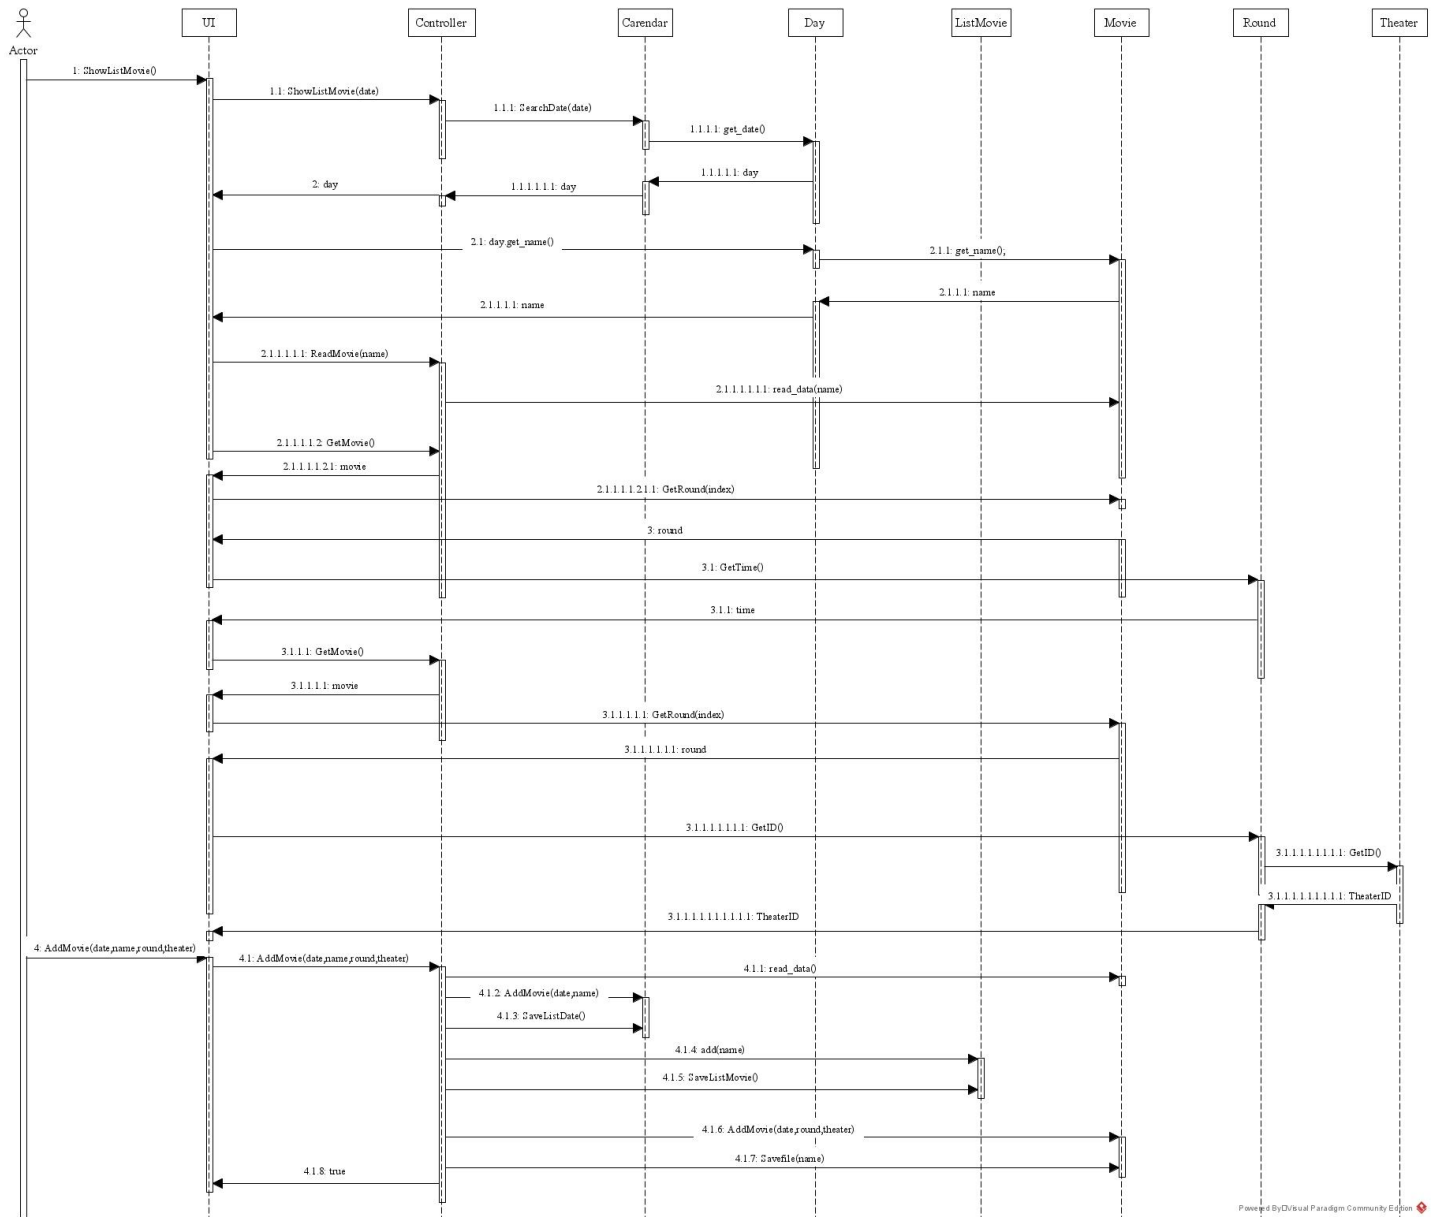 UI
Controller
Carendar
Day
ListMovie
Movie
Round
Theater
Actor
1: ShowListMovie()
1.1: ShowListMovie(date)
1.1.1: SearchDate(date)
1.1.1.1: get_date()
1.1.1.1.1: day
1.1.1.1.1.1: day
2: day
2.1: day.get_name()
2.1.1: get_name();
2.1.1.1: name
2.1.1.1.1: name
2.1.1.1.1.1: ReadMovie(name)
2.1.1.1.1.1.1: read_data(name)
2.1.1.1.1.2: GetMovie()
2.1.1.1.1.2.1: movie
2.1.1.1.1.2.1.1: GetRound(index)
3: round
3.1: GetTime()
3.1.1: time
3.1.1.1: GetMovie()
3.1.1.1.1: movie
3.1.1.1.1.1: GetRound(index)
3.1.1.1.1.1.1: round
3.1.1.1.1.1.1.1: GetID()
3.1.1.1.1.1.1.1.1: GetID()
3.1.1.1.1.1.1.1.1.1: TheaterID
3.1.1.1.1.1.1.1.1.1.1: TheaterID
4: AddMovie(date,name,round,theater)
4.1: AddMovie(date,name,round,theater)
4.1.1: read_data()
4.1.2: AddMovie(date,name)
4.1.3: SaveListDate()
4.1.4: add(name)
4.1.5: SaveListMovie()
4.1.6: AddMovie(date,round,theater)
4.1.7: Savefile(name)
4.1.8: true
Powered By Visual Paradigm Community Edition